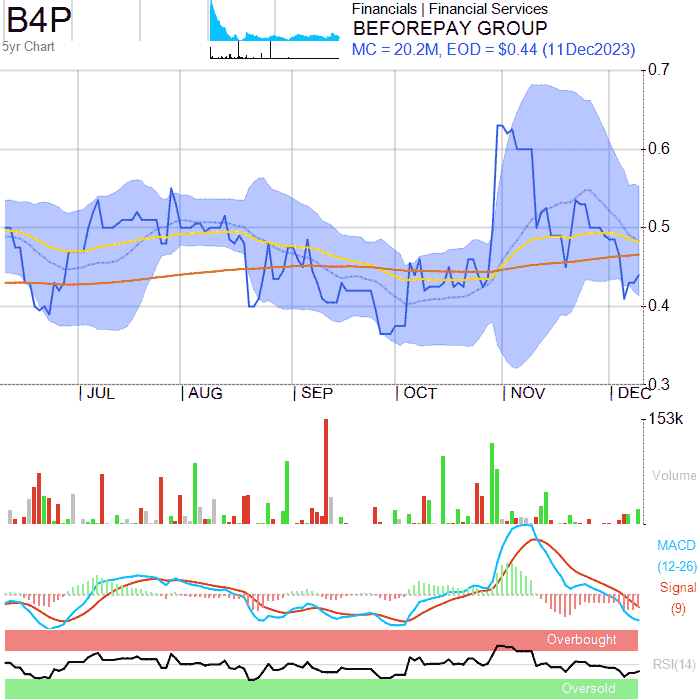 B4P
5yr Chart
Financials | Financial Services
BEFOREPAY GROUP
MC = 20.2M, EOD = $0.44 (11Dec2023)
0.7
0.6
0.5
0.4
0.3
JUL
AUG
SEP
OCT
NOV
DEC
153k
Volume
MACD
(12-26)
Signal
(9)
Overbought
RSI(14)
Oversold